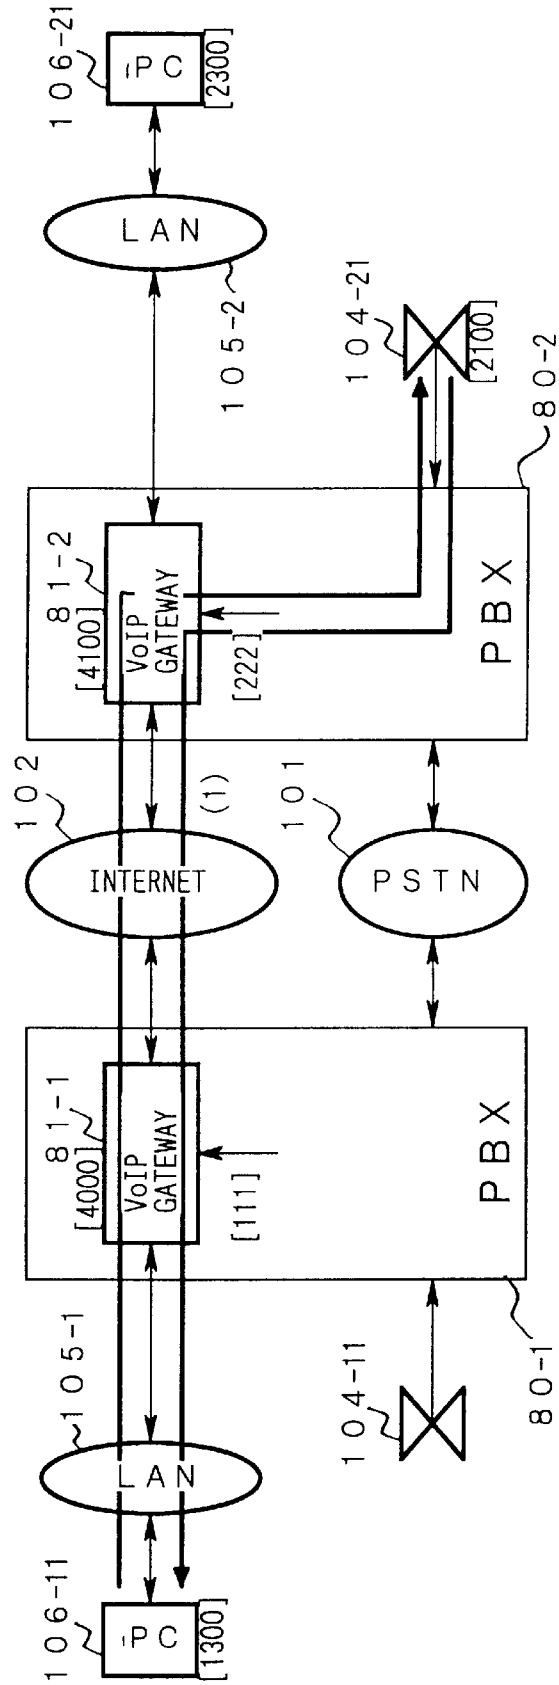 106-11
iPC
[1300]
105-1
LAN
104-11
81-1
[4000]
VoIP
GATEWAY
[111]
PBX
80-1
102
INTERNET
(1)
101
PSTN
81-2
[4100]
VoIP
GATEWAY
[222]
PBX
80-2
104-21
[2100]
LAN
105-2
106-21
iPC
[2300]